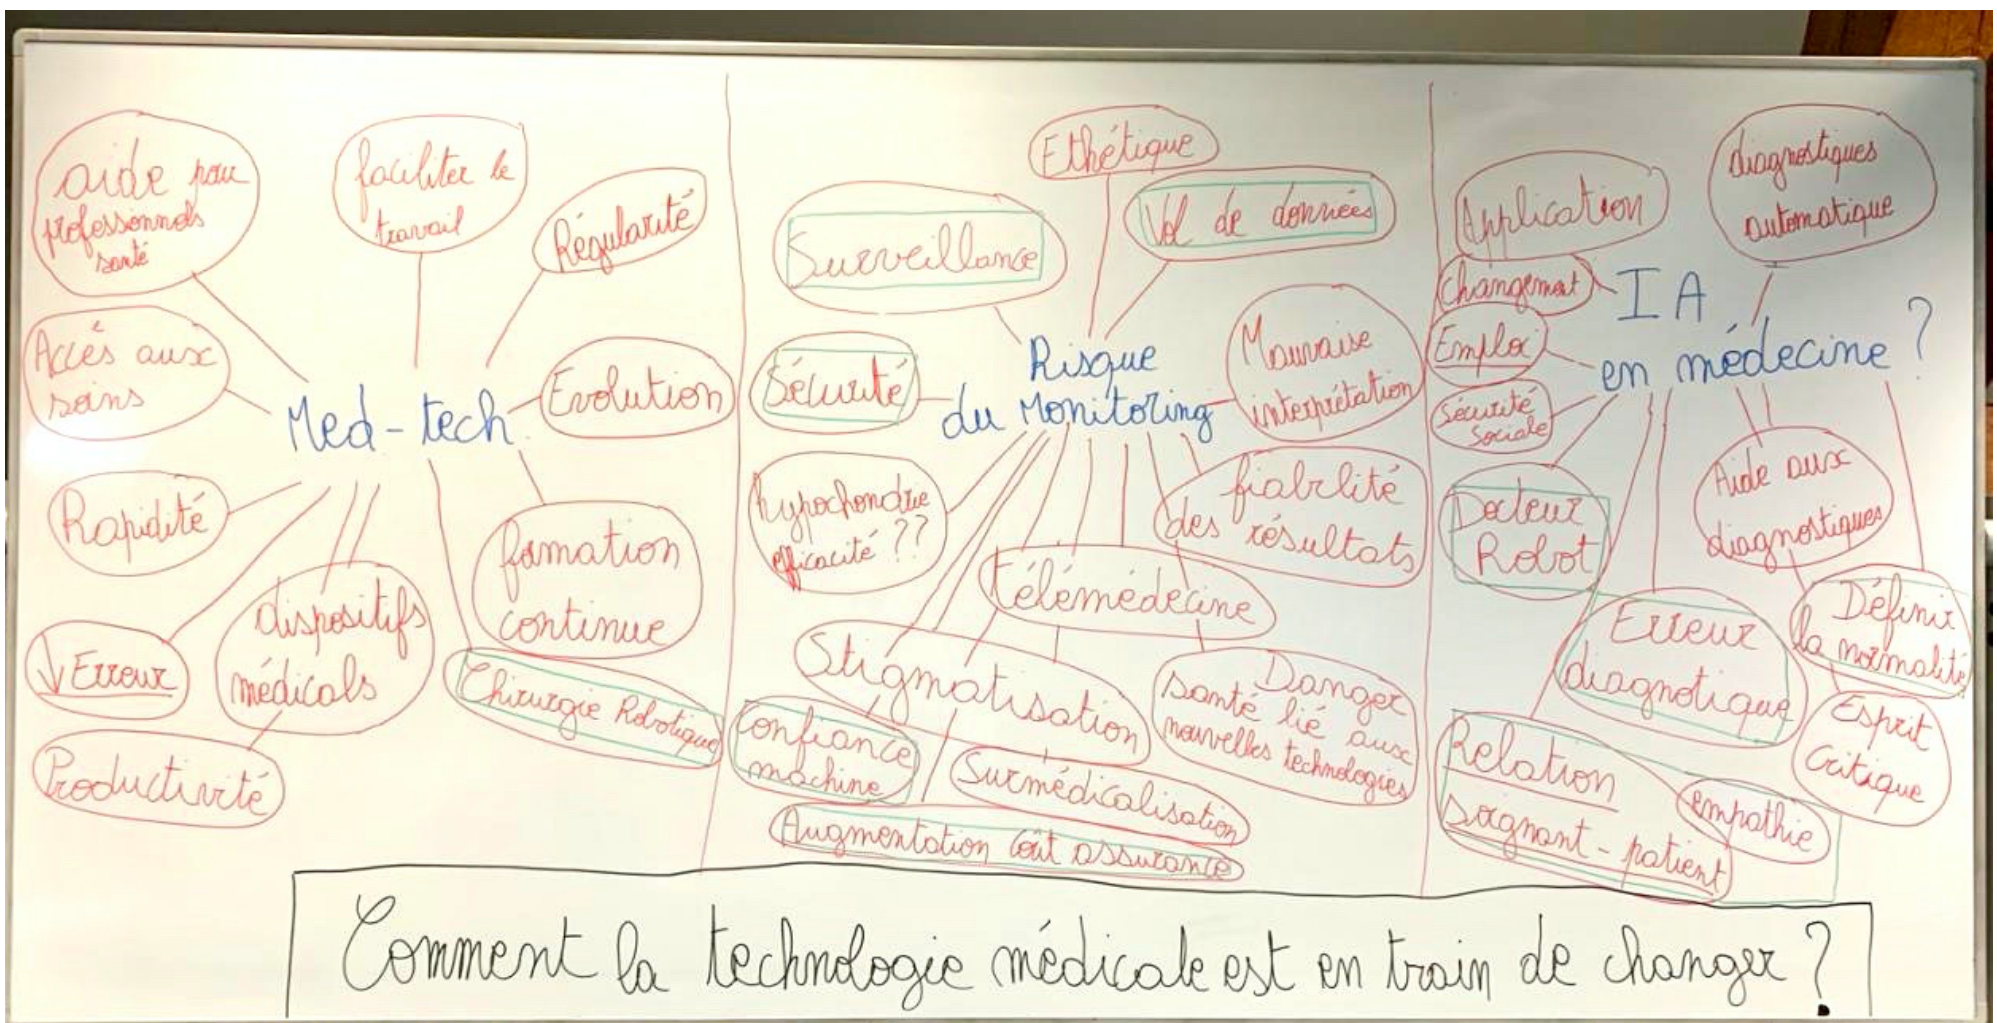 aide pour
professionnels
santé
faciliter le
travail
Régularité
Accés aux
soins
Med-tech
Evolution
Rapidité
formation
continue
dispositifs
médicals
↓ Erreur
Chirurgie Robotique
Productivité
Ethétique
Surveillance
Vol de données
Risque
du Monitoring
Mauvaise
interprétation
Sécurité
hypochondrie
efficacité ??
fiabilité
des résultats
télémédecine
Stigmatisation
Danger
santé lié aux
nouvelles technologies
confiance
machine
Surmédicalisation
Augmentation coût assurance
Application
diagnostiques
automatique
changement
IA
en médecine ?
Emploi
Sécurité
Sociale
Docteur
Robot
Aide aux
diagnostiques
Erreur
diagnotique
Définir
la normalité
Esprit
Critique
Relation
Soignant-patient
empathie
Comment la technologie médicale est en train de changer ?